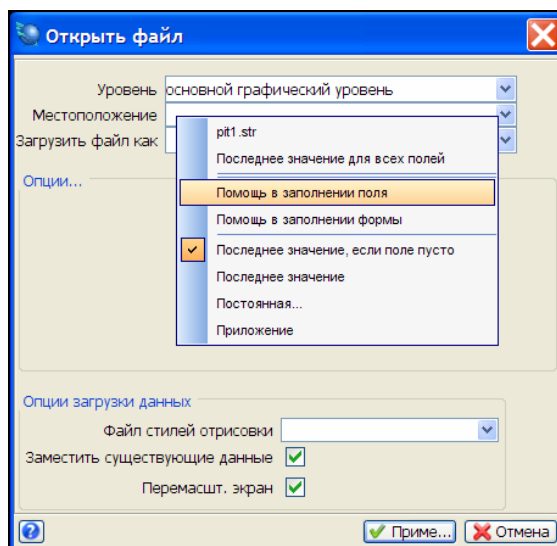 Открыть файл
Уровень основной графический уровень
Местоположение
Загрузить файл как
pit1.str
Последнее значение для всех полей
Опции...
Помощь в заполнении поля
Помощь в заполнении формы
Последнее значение, если поле пусто
Последнее значение
Постоянная...
Приложение
Опции загрузки данных
Файл стилей отрисовки
Заместить существующие данные
Перемасшт. экран
? Приме... Отмена